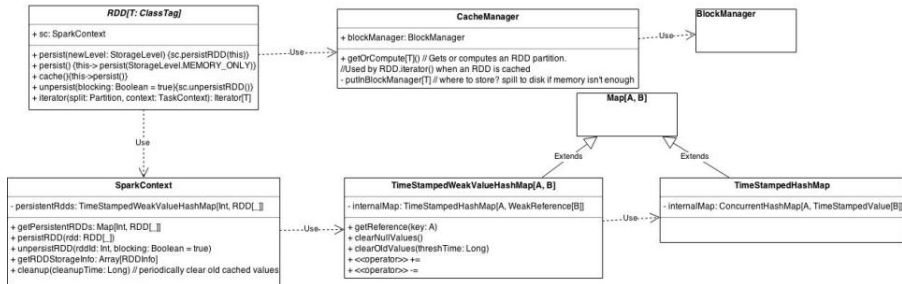 RDD[T: ClassTag]
+ sc: SparkContext
+ persist(newLevel: StorageLevel) {sc.persistRDD(this)}
+ persist() {this-> persist(StorageLevel.MEMORY_ONLY)}
+ cache(){this->persist()}
+ unpersist(blocking: Boolean = true){sc.unpersistRDD()}
+ iterator(split: Partition, context: TaskContext): Iterator[T]
Use
CacheManager
+ blockManager: BlockManager
+ getOrCompute[T]() // Gets or computes an RDD partition.
//Used by RDD.iterator() when an RDD is cached
- putInBlockManager[T] // where to store? spill to disk if memory isn't enough
Use
BlockManager
Map[A, B]
Use
Extends
Extends
SparkContext
- persistentRdds: TimeStampedWeakValueHashMap[Int, RDD[_]]
+ getPersistentRDDs: Map[Int, RDD[_]]
+ persistRDD(rdd: RDD[_])
+ unpersistRDD(rddId: Int, blocking: Boolean = true)
+ getRDDStorageInfo: Array[RDDInfo]
+ cleanup(cleanupTime: Long) // periodically clear old cached values
Use
TimeStampedWeakValueHashMap[A, B]
- internalMap: TimeStampedHashMap[A, WeakReference[B]]
+ getReference(key: A)
+ clearNullValues()
+ clearOldValues(threshTime: Long)
+ <<operator>> +=
+ <<operator>> -=
Use
TimeStampedHashMap
- internalMap: ConcurrentHashMap[A, TimeStampedValue[B]]